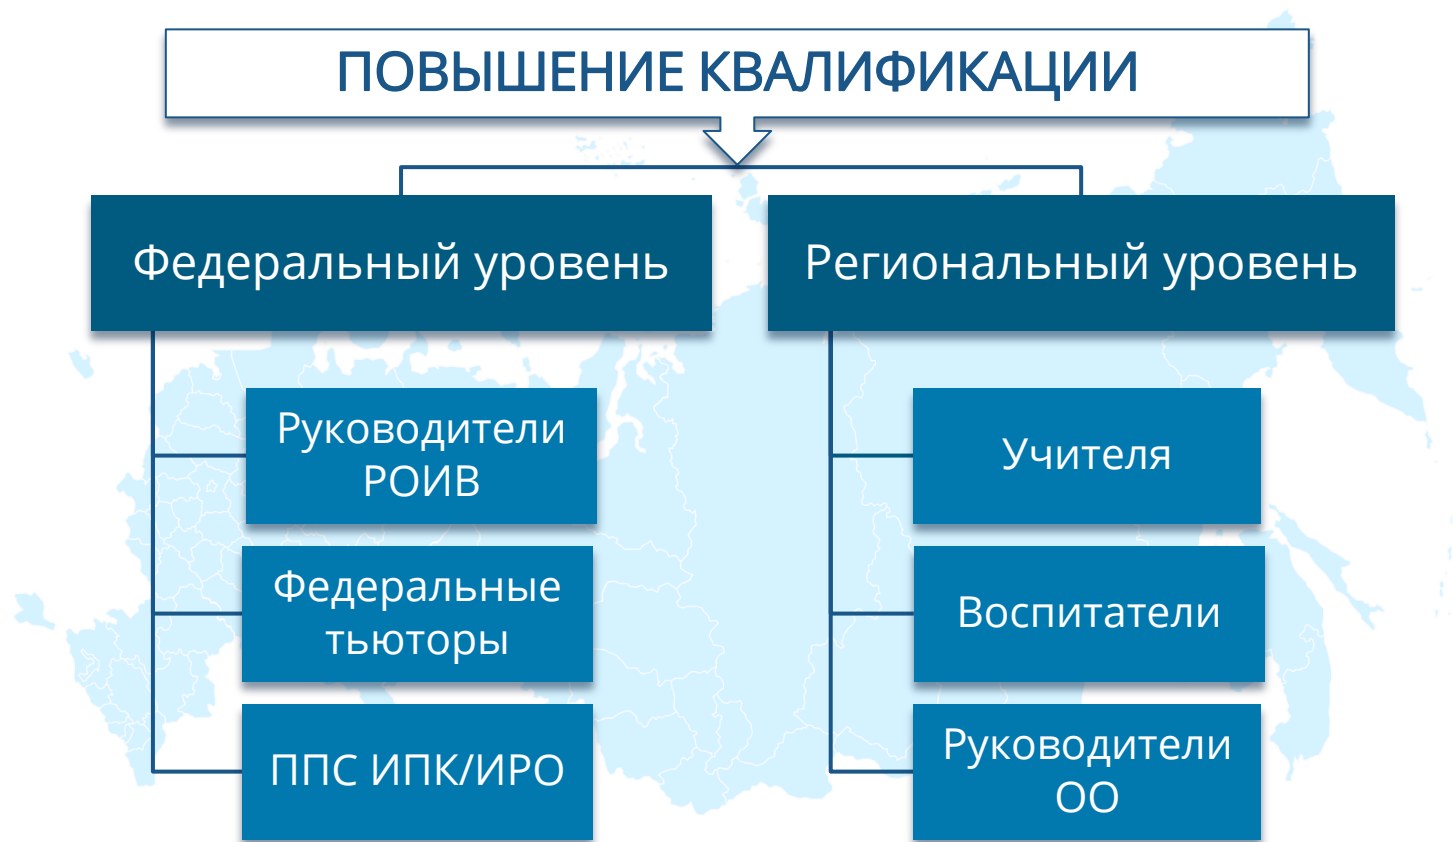 ПОВЫШЕНИЕ КВАЛИФИКАЦИИ
Федеральный уровень
Руководители
РОИВ
Федеральные
тьюторы
ППС ИПК/ИРО
Региональный уровень
Учителя
Воспитатели
Руководители
ОО